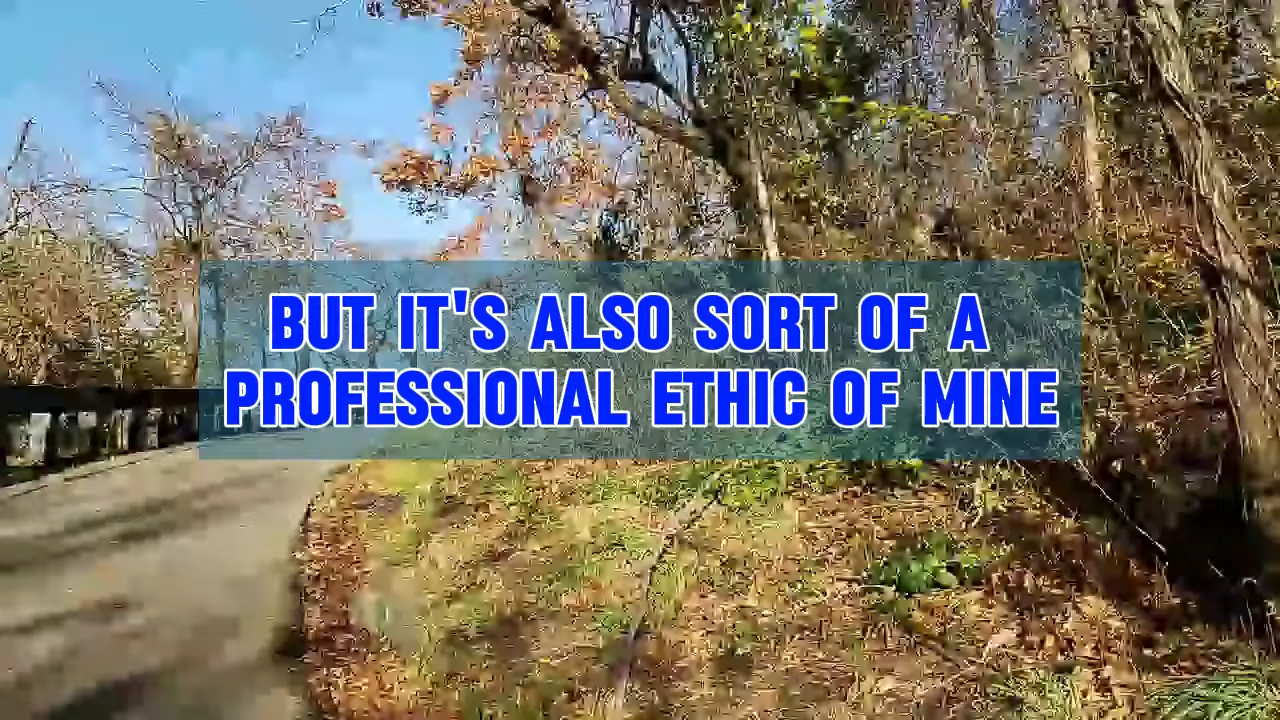 BUT IT'S ALSO SORT OF A
PROFESSIONAL ETHIC OF MINE